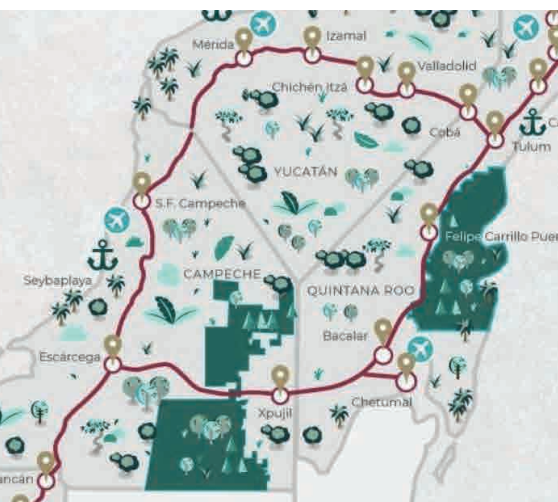 Mérida
Izamal
Valladolid
Chichén Itzá
Cobá
Tulum
YUCATÁN
S.F. Campeche
Felipe Carrillo Puer
CAMPECHE
Seybaplaya
QUINTANA ROO
Bacalar
Escárcega
Xpujil
Chetumal
ancán